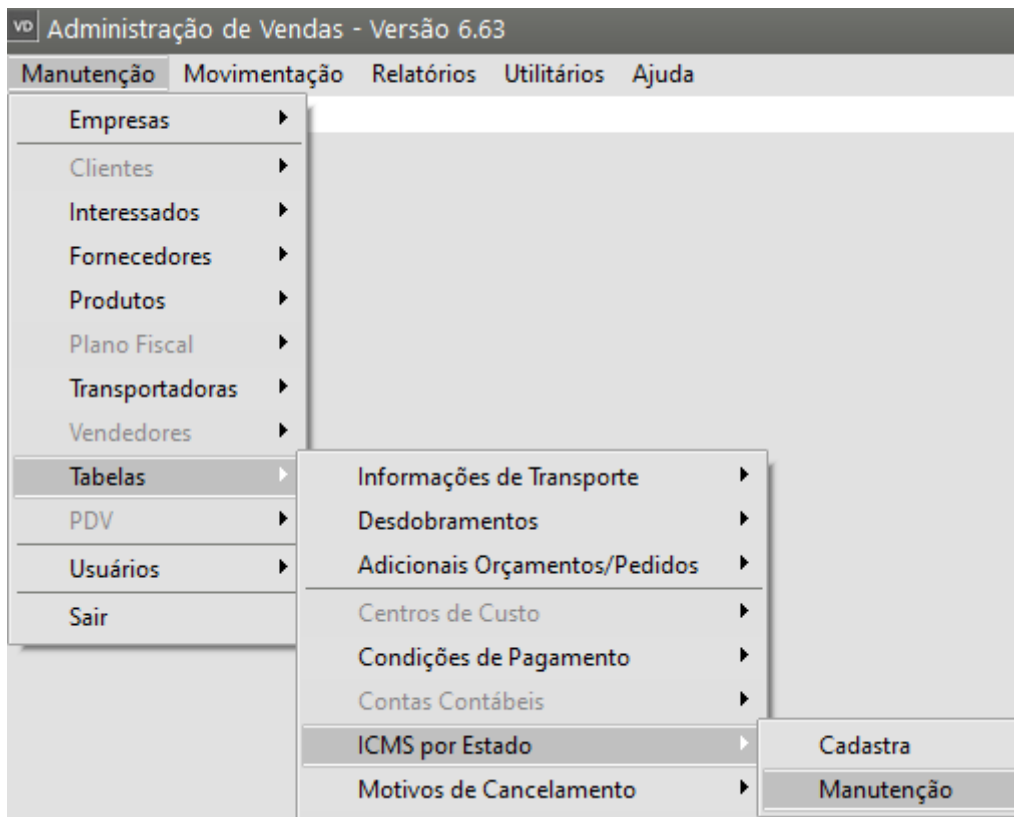 VD Administração de Vendas - Versão 6.63
Manutenção Movimentação Relatórios Utilitários Ajuda
Empresas
Clientes
Interessados
Fornecedores
Produtos
Plano Fiscal
Transportadoras
Vendedores
Tabelas
PDV
Usuários
Sair
Informações de Transporte
Desdobramentos
Adicionais Orçamentos/Pedidos
Centros de Custo
Condições de Pagamento
Contas Contábeis
ICMS por Estado
Motivos de Cancelamento
Cadastra
Manutenção